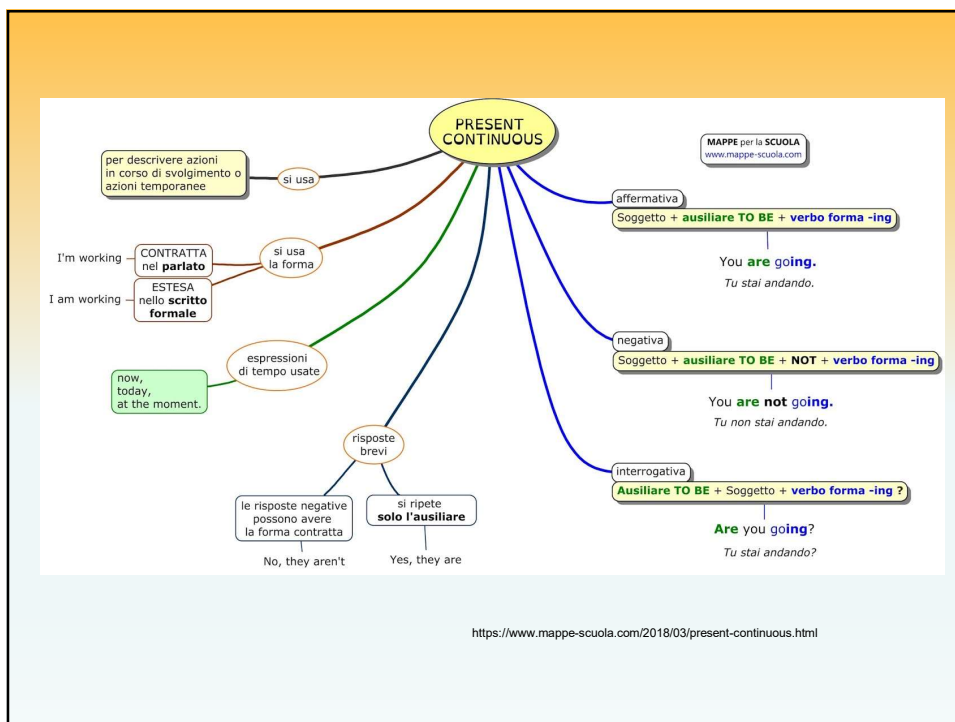 PRESENT
CONTINUOUS
MAPPE per la SCUOLA
www.mappe-scuola.com
per descrivere azioni
in corso di svolgimento o
azioni temporanee
si usa
si usa
la forma
I'm working
CONTRATTA
nel parlato
I am working
ESTESA
nello scritto
formale
espressioni
di tempo usate
now,
today,
at the moment.
risposte
brevi
le risposte negative
possono avere
la forma contratta
No, they aren't
si ripete
solo l'ausiliare
Yes, they are
affermativa
Soggetto + ausiliare TO BE + verbo forma -ing
You are going.
Tu stai andando.
negativa
Soggetto + ausiliare TO BE + NOT + verbo forma -ing
You are not going.
Tu non stai andando.
interrogativa
Ausiliare TO BE + Soggetto + verbo forma -ing ?
Are you going?
Tu stai andando?
https://www.mappe-scuola.com/2018/03/present-continuous.html